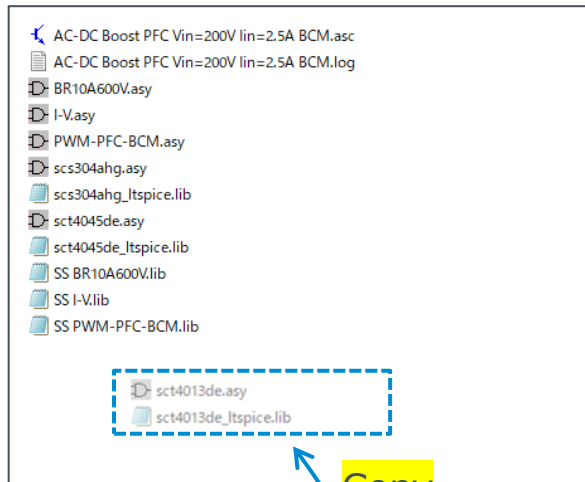 AC-DC Boost PFC Vin=200V Iin=2.5A BCM.asc
AC-DC Boost PFC Vin=200V Iin=2.5A BCM.log
BR10A600V.asy
I-V.asy
PWM-PFC-BCM.asy
scs304ahg.asy
scs304ahg_ltspice.lib
sct4045de.asy
sct4045de_ltspice.lib
SS BR10A600V.lib
SS I-V.lib
SS PWM-PFC-BCM.lib
sct4013de.asy
sct4013de_ltspice.lib
Copy